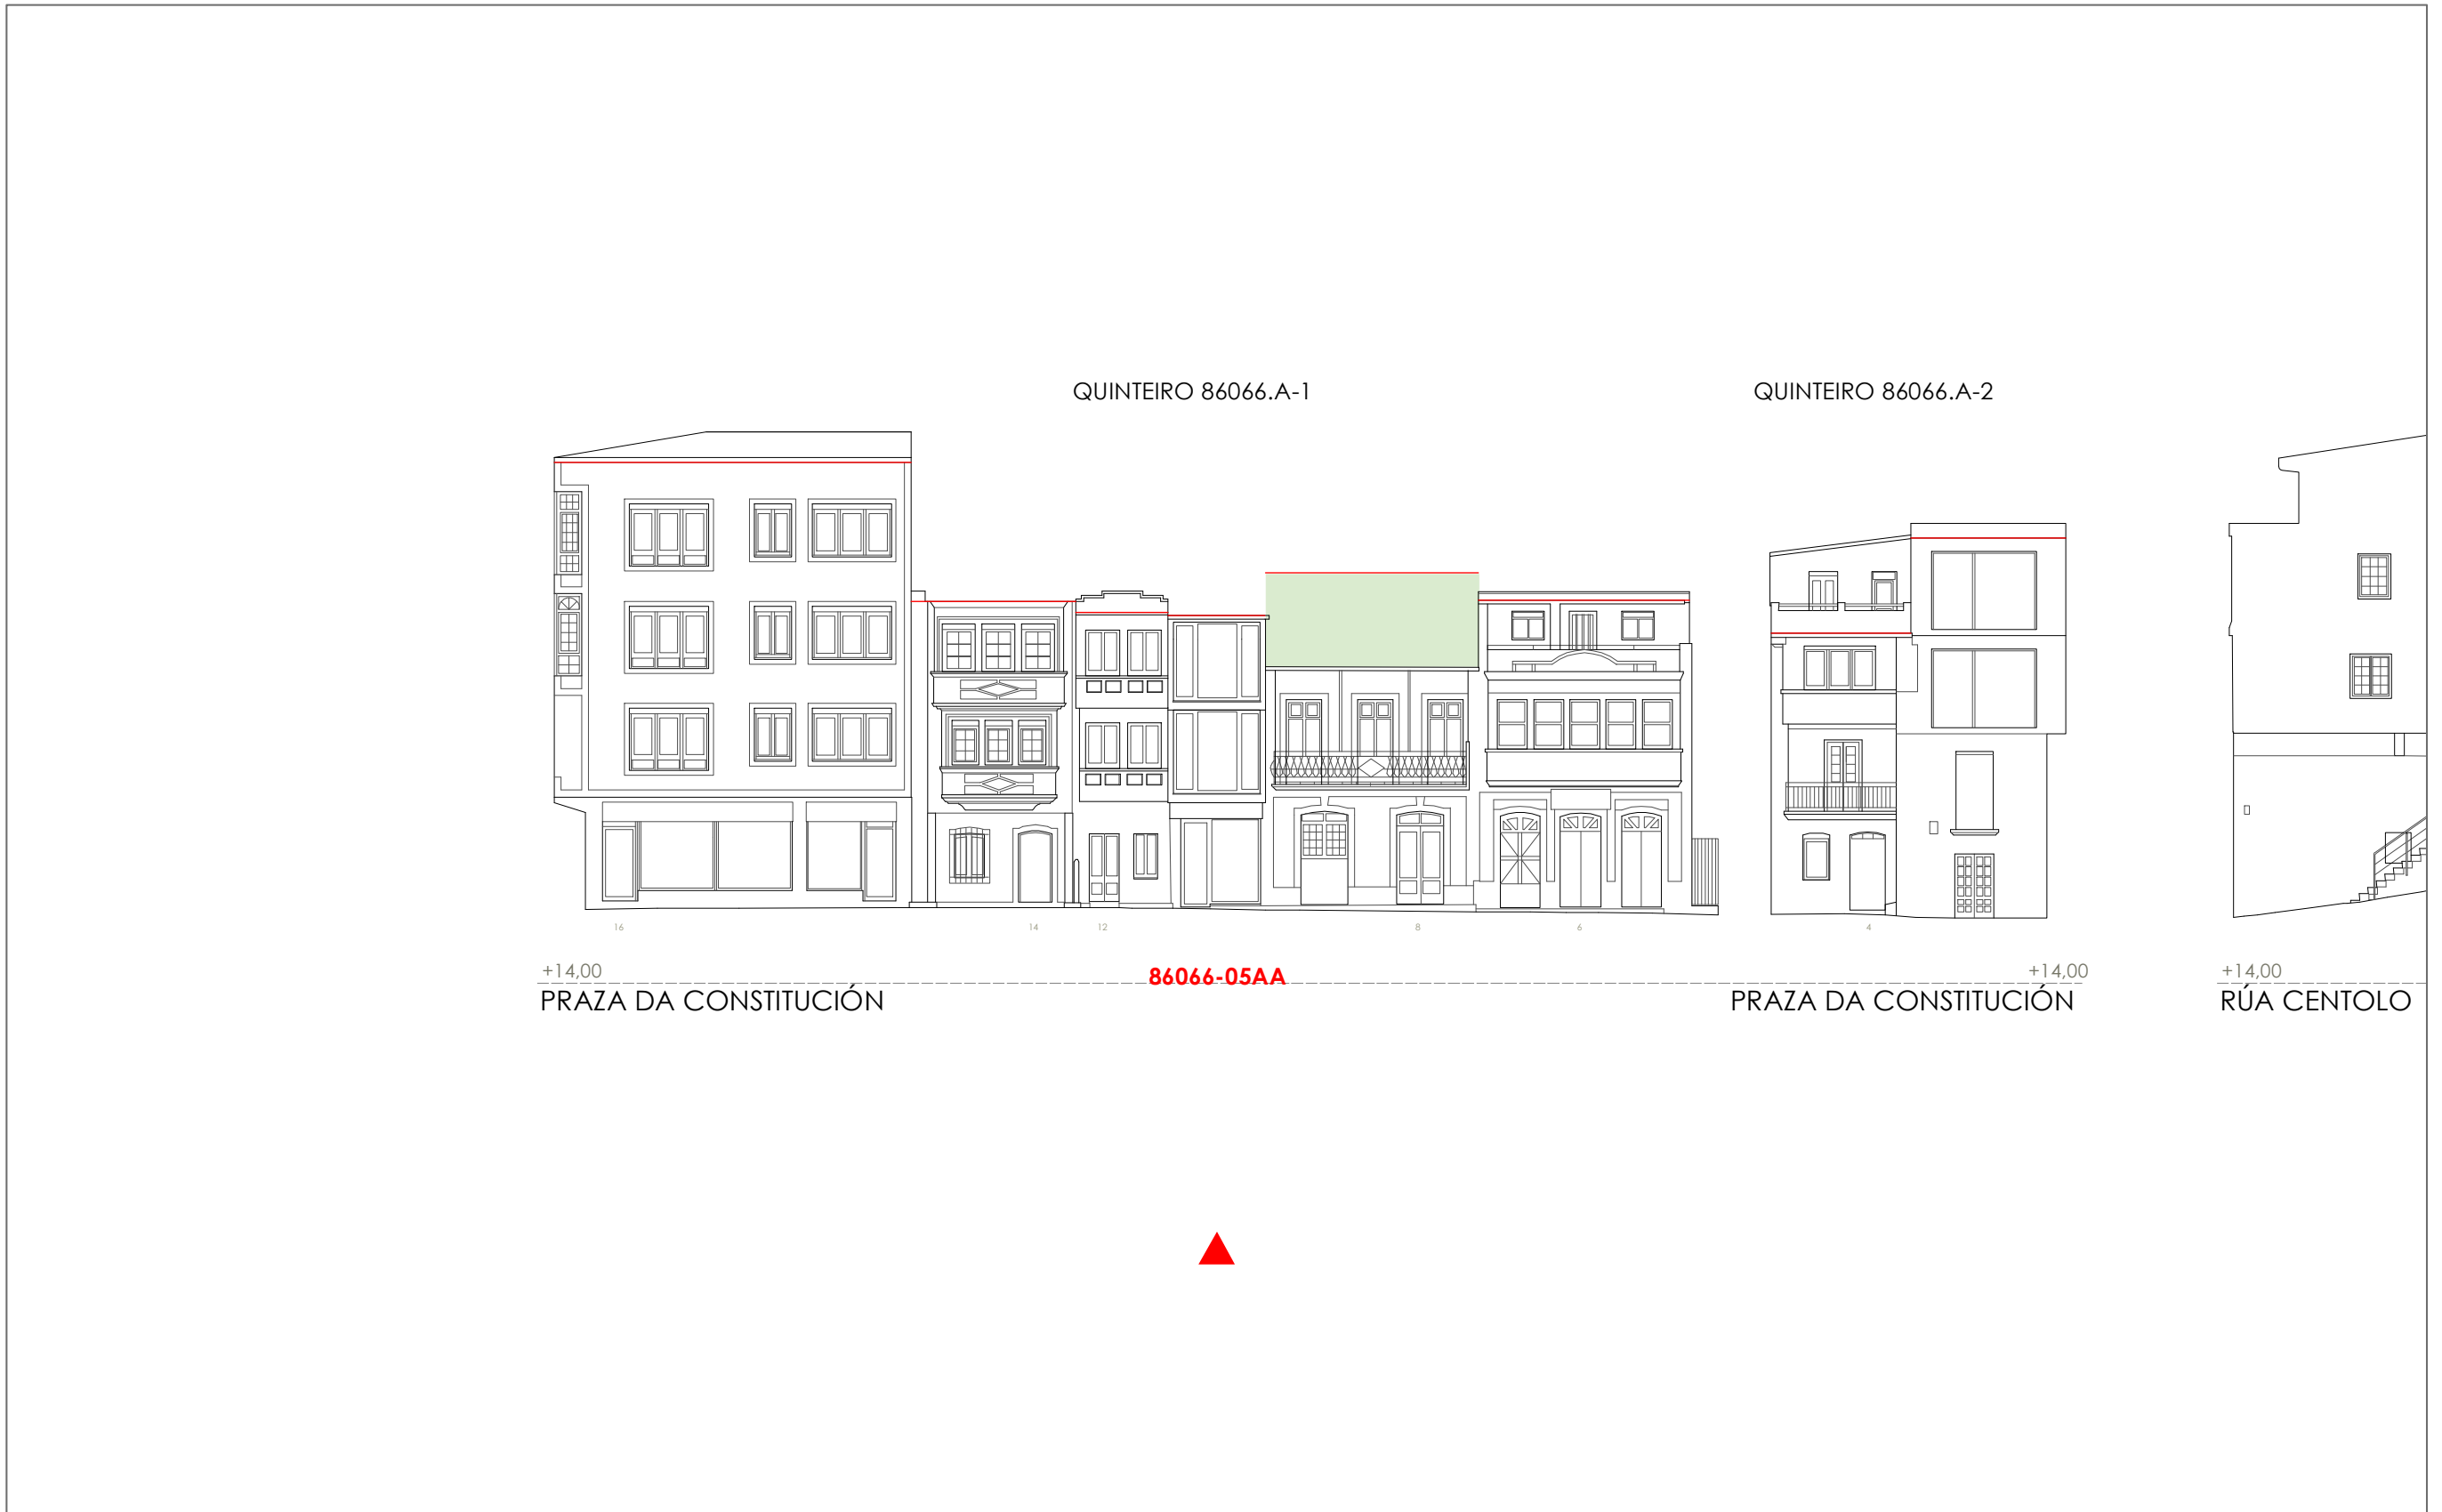 QUINTEIRO 86066.A-1
QUINTEIRO 86066.A-2
16
14
12
8
6
4
+14,00
86066-05AA
+14,00
+14,00
PRAZA DA CONSTITUCIÓN
PRAZA DA CONSTITUCIÓN
RÚA CENTOLO